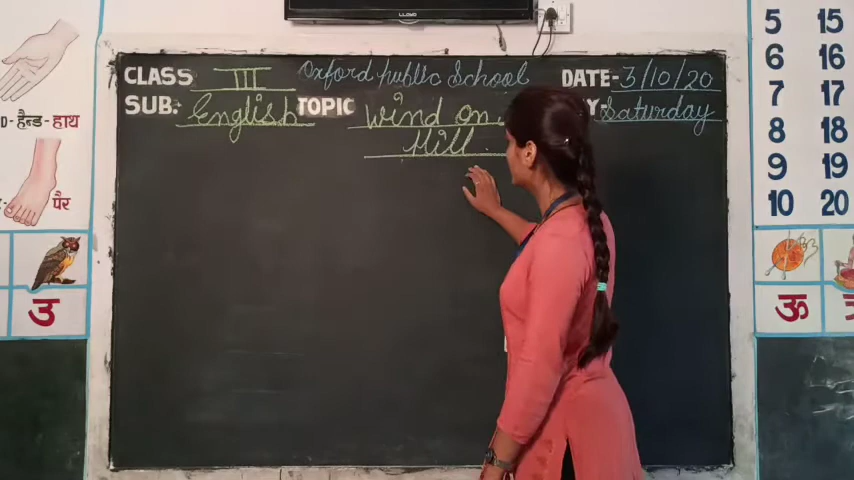 LLOYD
CLASS III Oxford public School DATE- 3/10/20
SUB: English TOPIC Wind on Saturday
Hill.
D-हैन्ड-हाथ
पैर
उ
5 15
6 16
7 17
8 18
9 19
10 20
ऊ